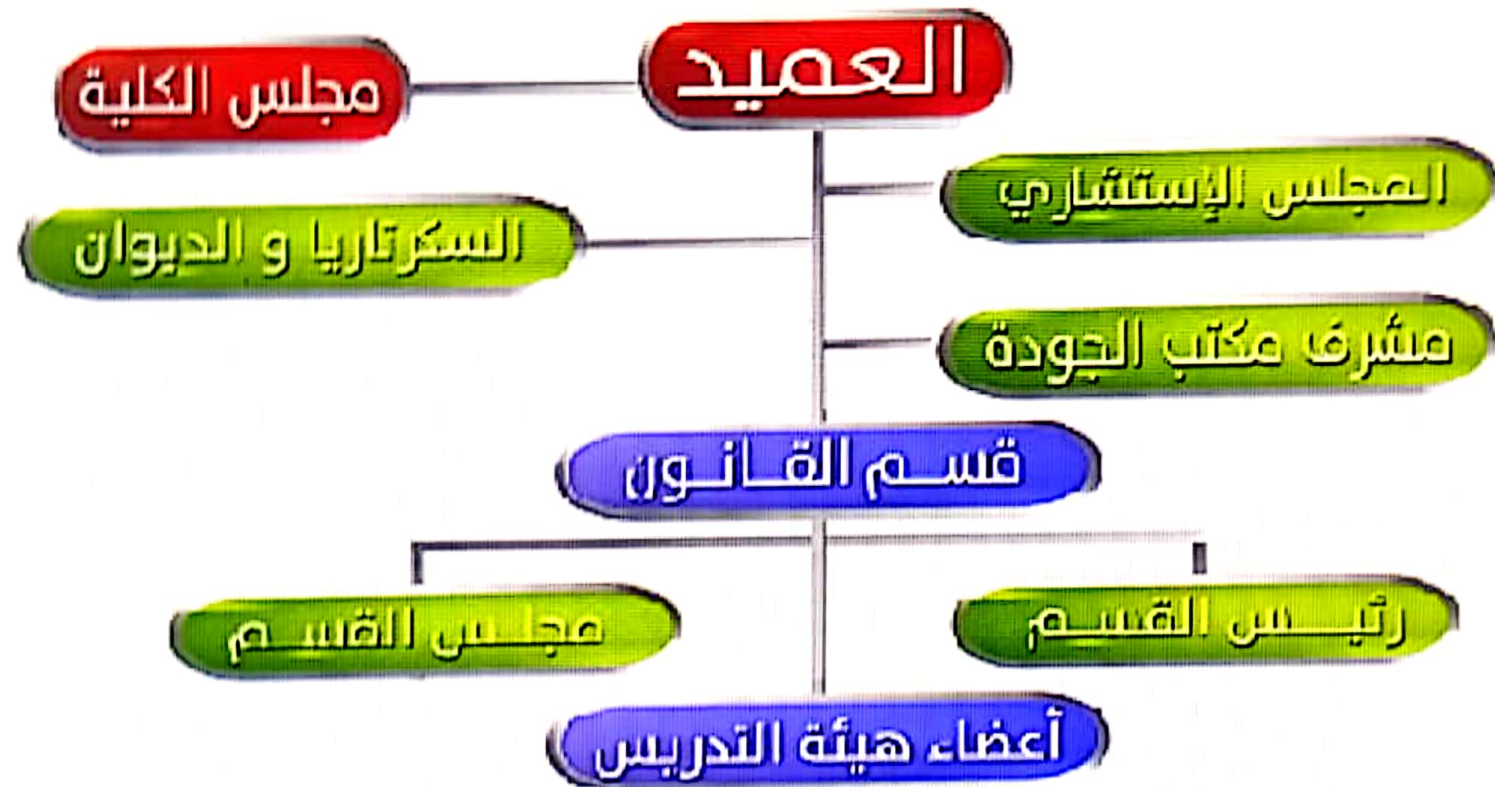 العميد
مجلس الكلية
المجلس الإستشاري
السكرتاريا و الديوان
مشرف مكتب الجودة
قسم القانون
رئيس القسم
مجلس القسم
أعضاء هيئة التدريس